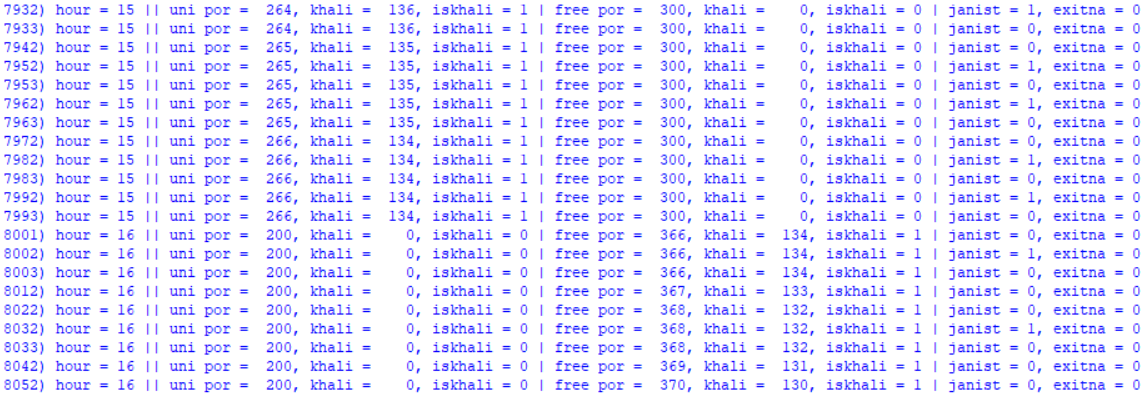 7932) hour = 15 || uni por =  264, khali =  136, iskhali = 1 | free por =  300, khali =    0, iskhali = 0 | janist = 1, exitna = 0
7933) hour = 15 || uni por =  264, khali =  136, iskhali = 1 | free por =  300, khali =    0, iskhali = 0 | janist = 0, exitna = 0
7942) hour = 15 || uni por =  265, khali =  135, iskhali = 1 | free por =  300, khali =    0, iskhali = 0 | janist = 0, exitna = 0
7952) hour = 15 || uni por =  265, khali =  135, iskhali = 1 | free por =  300, khali =    0, iskhali = 0 | janist = 1, exitna = 0
7953) hour = 15 || uni por =  265, khali =  135, iskhali = 1 | free por =  300, khali =    0, iskhali = 0 | janist = 0, exitna = 0
7962) hour = 15 || uni por =  265, khali =  135, iskhali = 1 | free por =  300, khali =    0, iskhali = 0 | janist = 1, exitna = 0
7963) hour = 15 || uni por =  265, khali =  135, iskhali = 1 | free por =  300, khali =    0, iskhali = 0 | janist = 0, exitna = 0
7972) hour = 15 || uni por =  266, khali =  134, iskhali = 1 | free por =  300, khali =    0, iskhali = 0 | janist = 0, exitna = 0
7982) hour = 15 || uni por =  266, khali =  134, iskhali = 1 | free por =  300, khali =    0, iskhali = 0 | janist = 1, exitna = 0
7983) hour = 15 || uni por =  266, khali =  134, iskhali = 1 | free por =  300, khali =    0, iskhali = 0 | janist = 0, exitna = 0
7992) hour = 15 || uni por =  266, khali =  134, iskhali = 1 | free por =  300, khali =    0, iskhali = 0 | janist = 1, exitna = 0
7993) hour = 15 || uni por =  266, khali =  134, iskhali = 1 | free por =  300, khali =    0, iskhali = 0 | janist = 0, exitna = 0
8001) hour = 16 || uni por =  200, khali =    0, iskhali = 0 | free por =  366, khali =  134, iskhali = 1 | janist = 0, exitna = 0
8002) hour = 16 || uni por =  200, khali =    0, iskhali = 0 | free por =  366, khali =  134, iskhali = 1 | janist = 1, exitna = 0
8003) hour = 16 || uni por =  200, khali =    0, iskhali = 0 | free por =  366, khali =  134, iskhali = 1 | janist = 0, exitna = 0
8012) hour = 16 || uni por =  200, khali =    0, iskhali = 0 | free por =  367, khali =  133, iskhali = 1 | janist = 0, exitna = 0
8022) hour = 16 || uni por =  200, khali =    0, iskhali = 0 | free por =  368, khali =  132, iskhali = 1 | janist = 0, exitna = 0
8032) hour = 16 || uni por =  200, khali =    0, iskhali = 0 | free por =  368, khali =  132, iskhali = 1 | janist = 1, exitna = 0
8033) hour = 16 || uni por =  200, khali =    0, iskhali = 0 | free por =  368, khali =  132, iskhali = 1 | janist = 0, exitna = 0
8042) hour = 16 || uni por =  200, khali =    0, iskhali = 0 | free por =  369, khali =  131, iskhali = 1 | janist = 0, exitna = 0
8052) hour = 16 || uni por =  200, khali =    0, iskhali = 0 | free por =  370, khali =  130, iskhali = 1 | janist = 0, exitna = 0